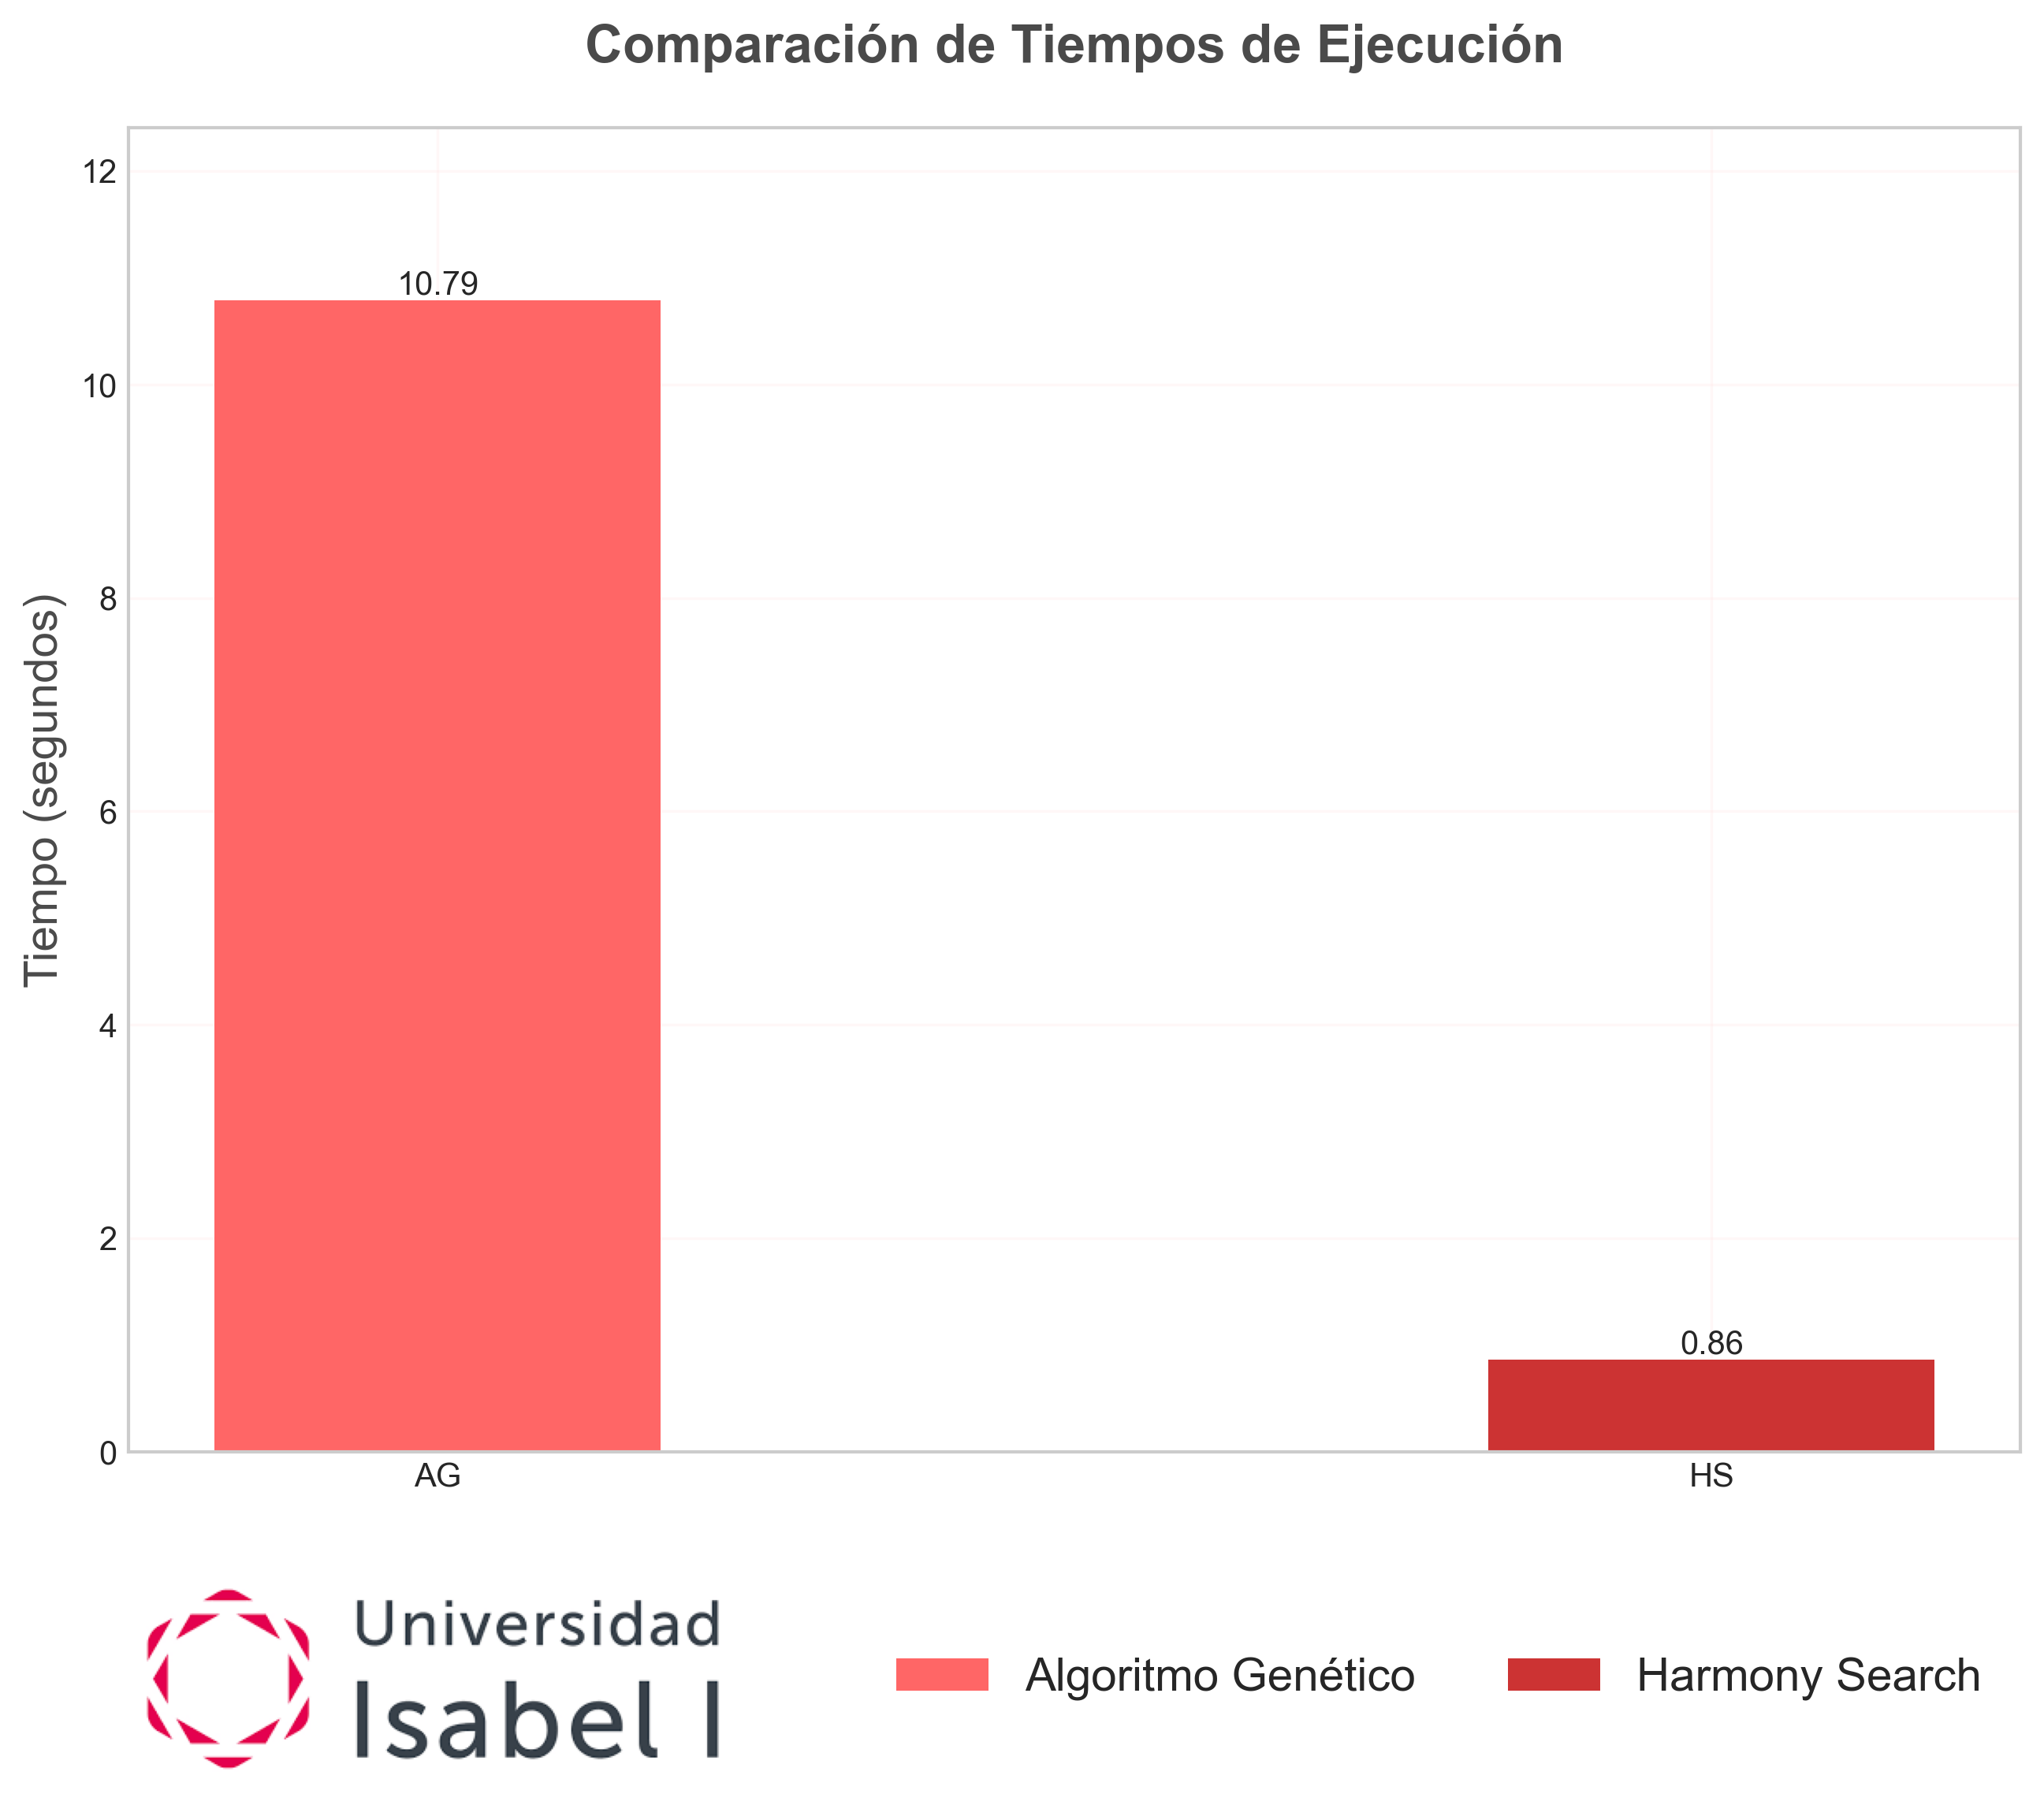 Comparación de Tiempos de Ejecución
Tiempo (segundos)
12
10
8
6
4
2
0
10.79
0.86
AG
HS
Universidad
Isabel I
Algoritmo Genético
Harmony Search